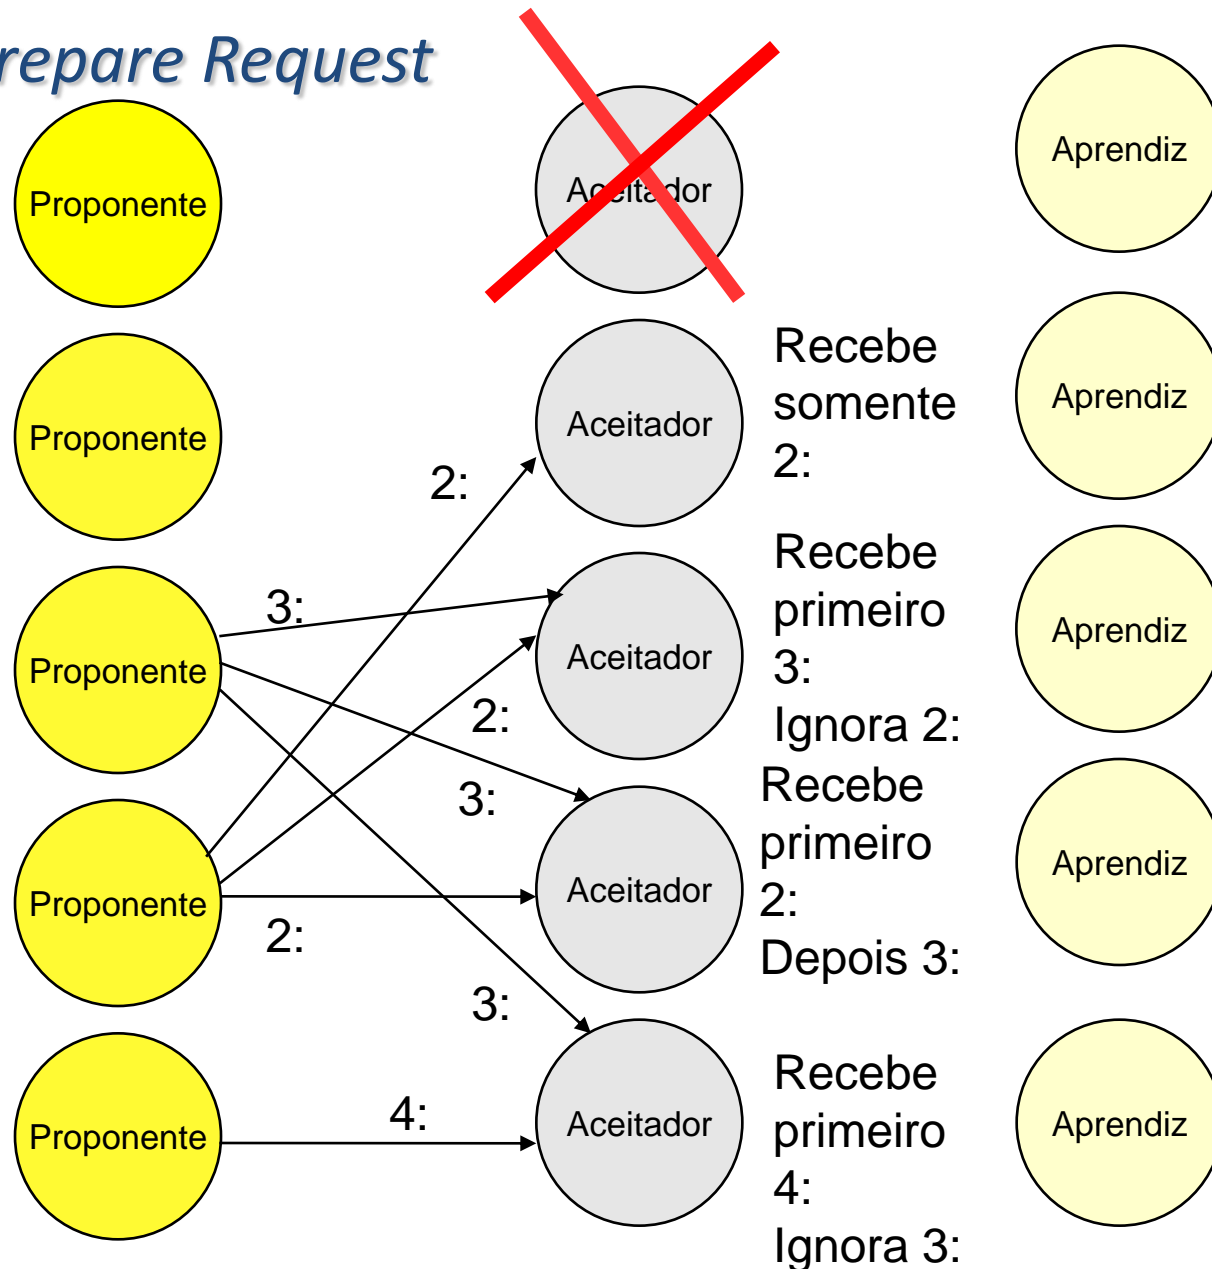 repare Request
Proponente
Aceitador
Aprendiz
Proponente
Aceitador
Recebe
somente
2:
Aprendiz
2:
Proponente
3:
Aceitador
Recebe
primeiro
3:
Ignora 2:
Aprendiz
2:
3:
Proponente
2:
Aceitador
Recebe
primeiro
2:
Depois 3:
Aprendiz
3:
Proponente
4:
Aceitador
Recebe
primeiro
4:
Ignora 3:
Aprendiz